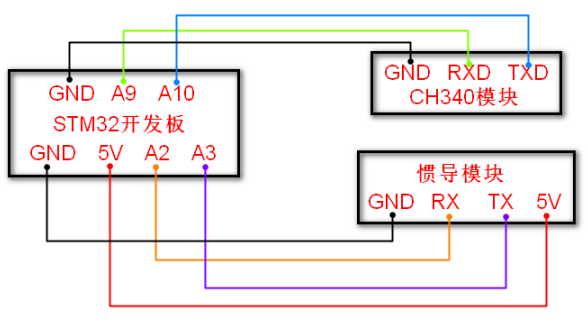 GND A9 A10
STM32开发板
GND 5V A2 A3
GND RXD TXD
CH340模块
惯导模块
GND RX TX 5V